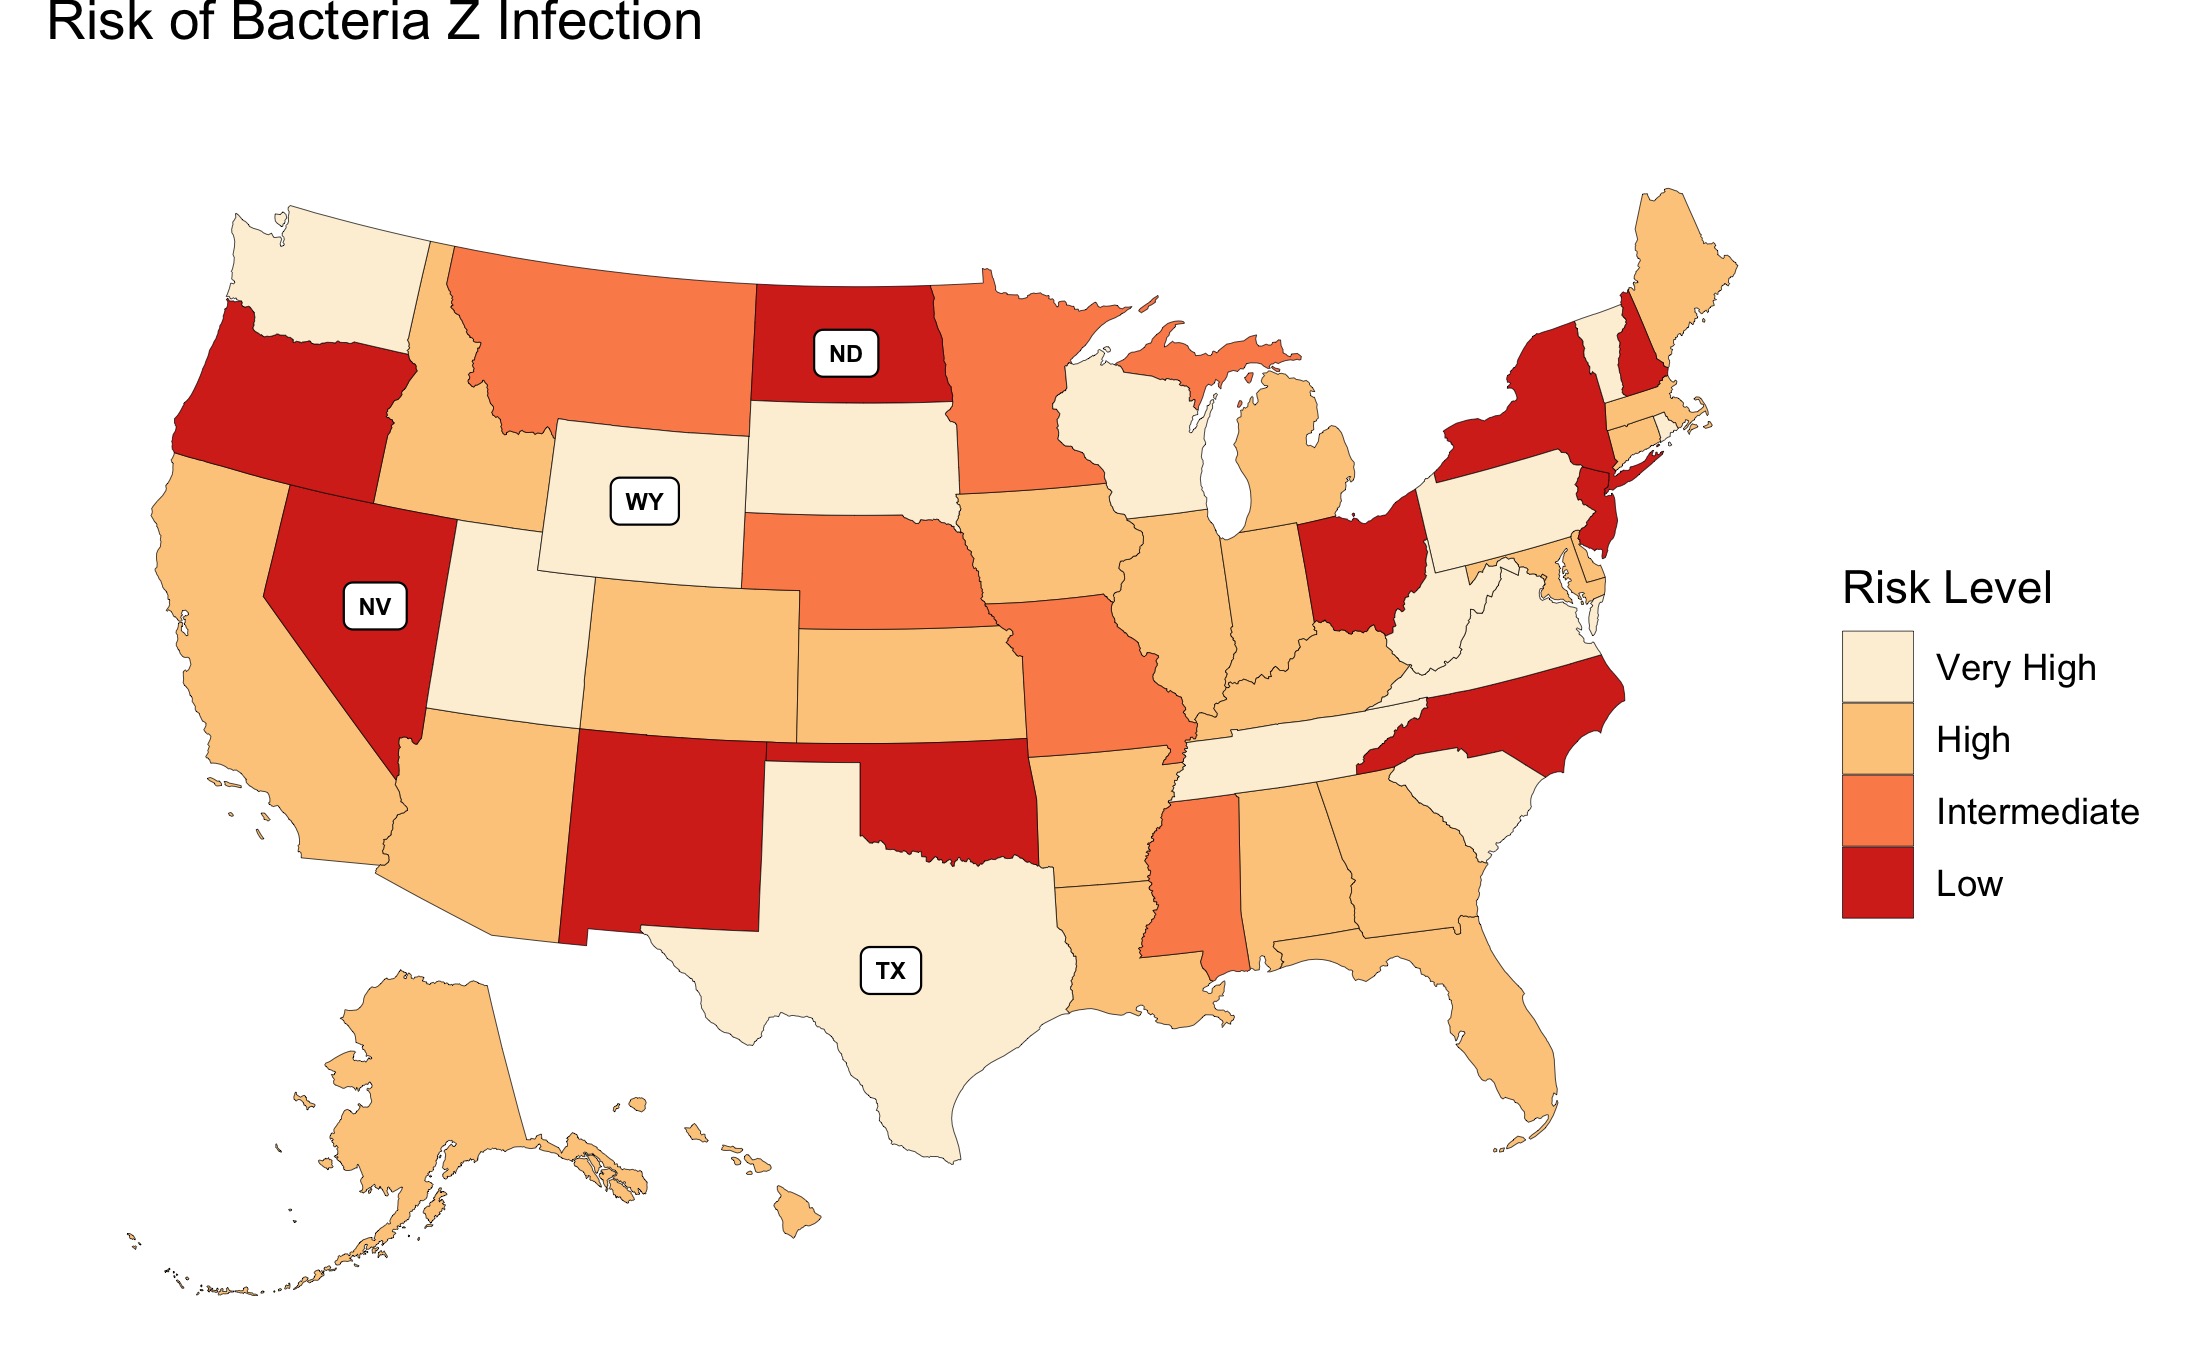 Risk of Bacteria Z Infection
ND
WY
NV
TX
Risk Level
Very High
High
Intermediate
Low